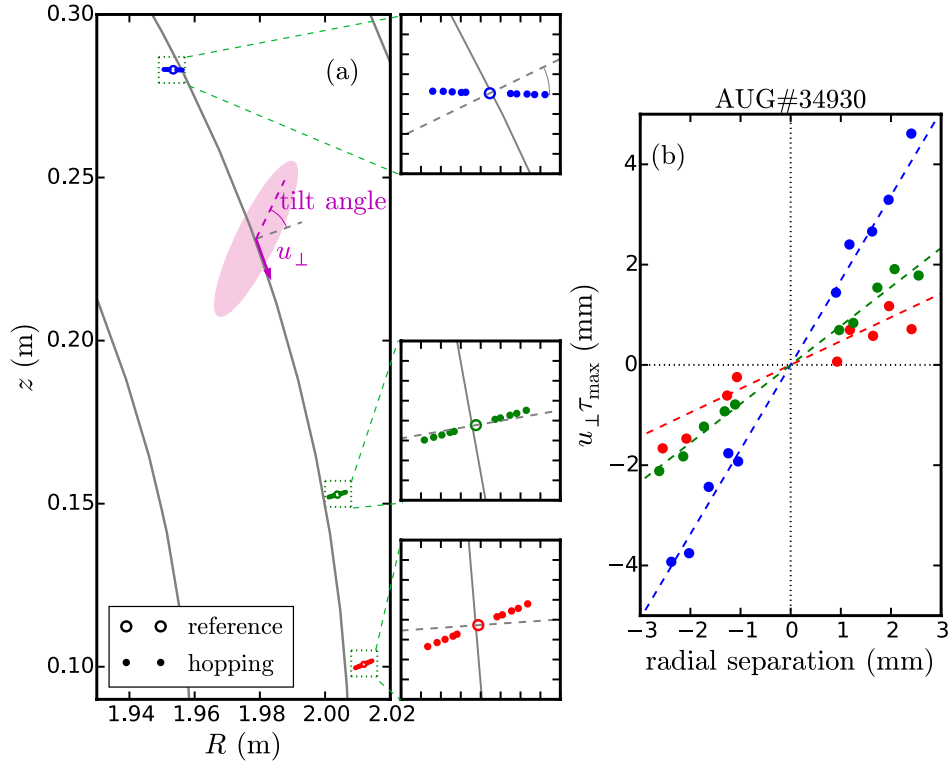 AUG#34930
(a)
(b)
0.30
0.25
0.20
0.15
0.10
z (m)
tilt angle
u⊥
reference
hopping
1.94 1.96 1.98 2.00 2.02
R (m)
4
2
0
−2
−4
u⊥τmax (mm)
−3 −2 −1 0 1 2 3
radial separation (mm)